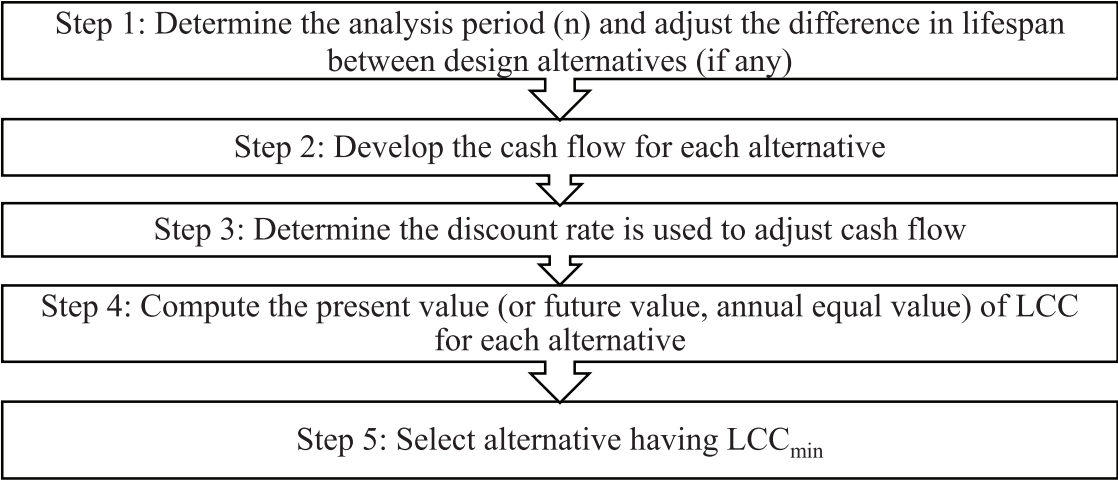 Step 1: Determine the analysis period (n) and adjust the difference in lifespan
between design alternatives (if any)
Step 2: Develop the cash flow for each alternative
Step 3: Determine the discount rate is used to adjust cash flow
Step 4: Compute the present value (or future value, annual equal value) of LCC
for each alternative
Step 5: Select alternative having LCCmin